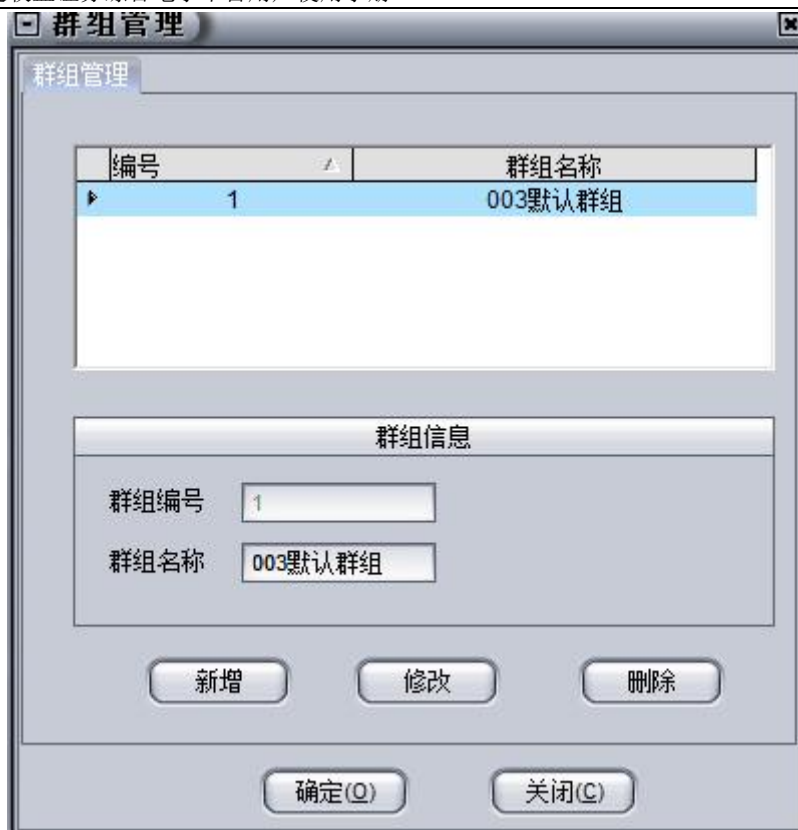 群组管理
群组管理
编号 群组名称
1 003默认群组
群组信息
群组编号 1
群组名称 003默认群组
新增 修改 删除
确定(O) 关闭(C)